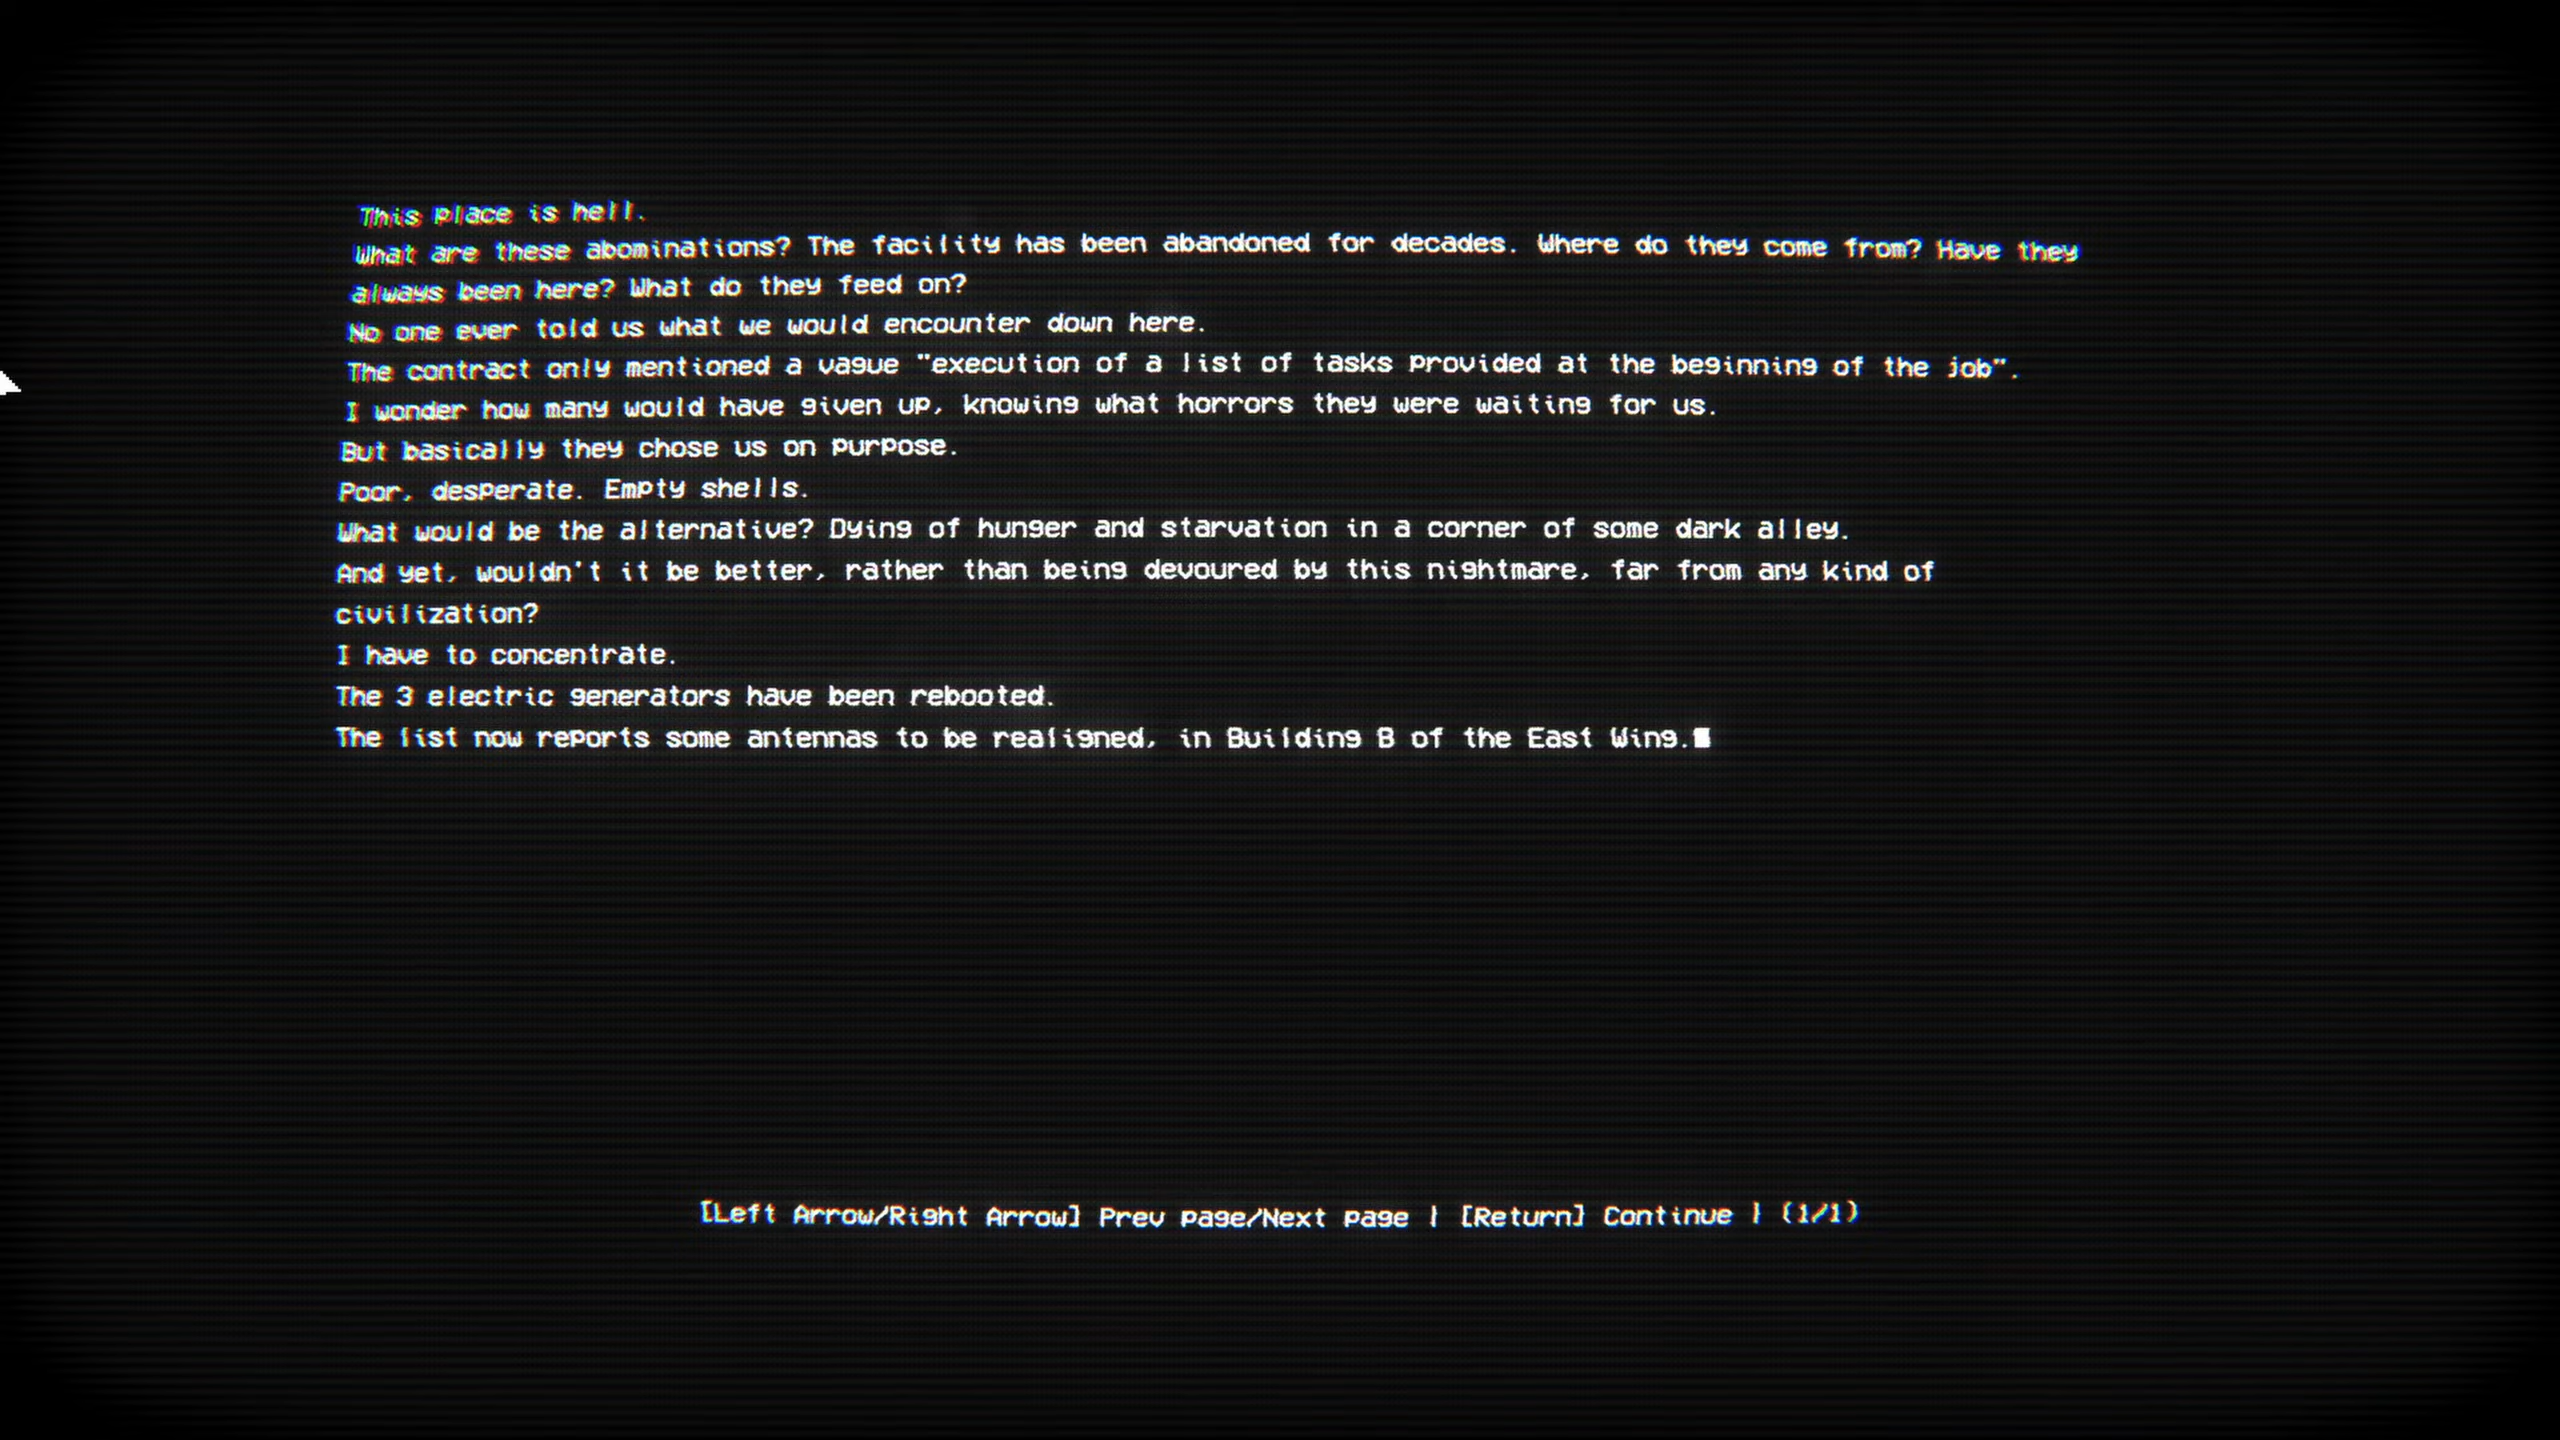 This place is hell.
What are these abominations? The facility has been abandoned for decades. Where do they come from? Have they
always been here? What do they feed on?
No one ever told us what we would encounter down here.
The contract only mentioned a vague "execution of a list of tasks provided at the beginning of the job".
I wonder how many would have given up, knowing what horrors they were waiting for us.
But basically they chose us on purpose.
Poor, desperate. Empty shells.
What would be the alternative? Dying of hunger and starvation in a corner of some dark alley.
And yet, wouldn't it be better, rather than being devoured by this nightmare, far from any kind of
civilization?
I have to concentrate.
The 3 electric generators have been rebooted.
The list now reports some antennas to be realigned, in Building B of the East Wing.
[Left Arrow/Right Arrow] Prev page/Next page | [Return] Continue | (1/1)